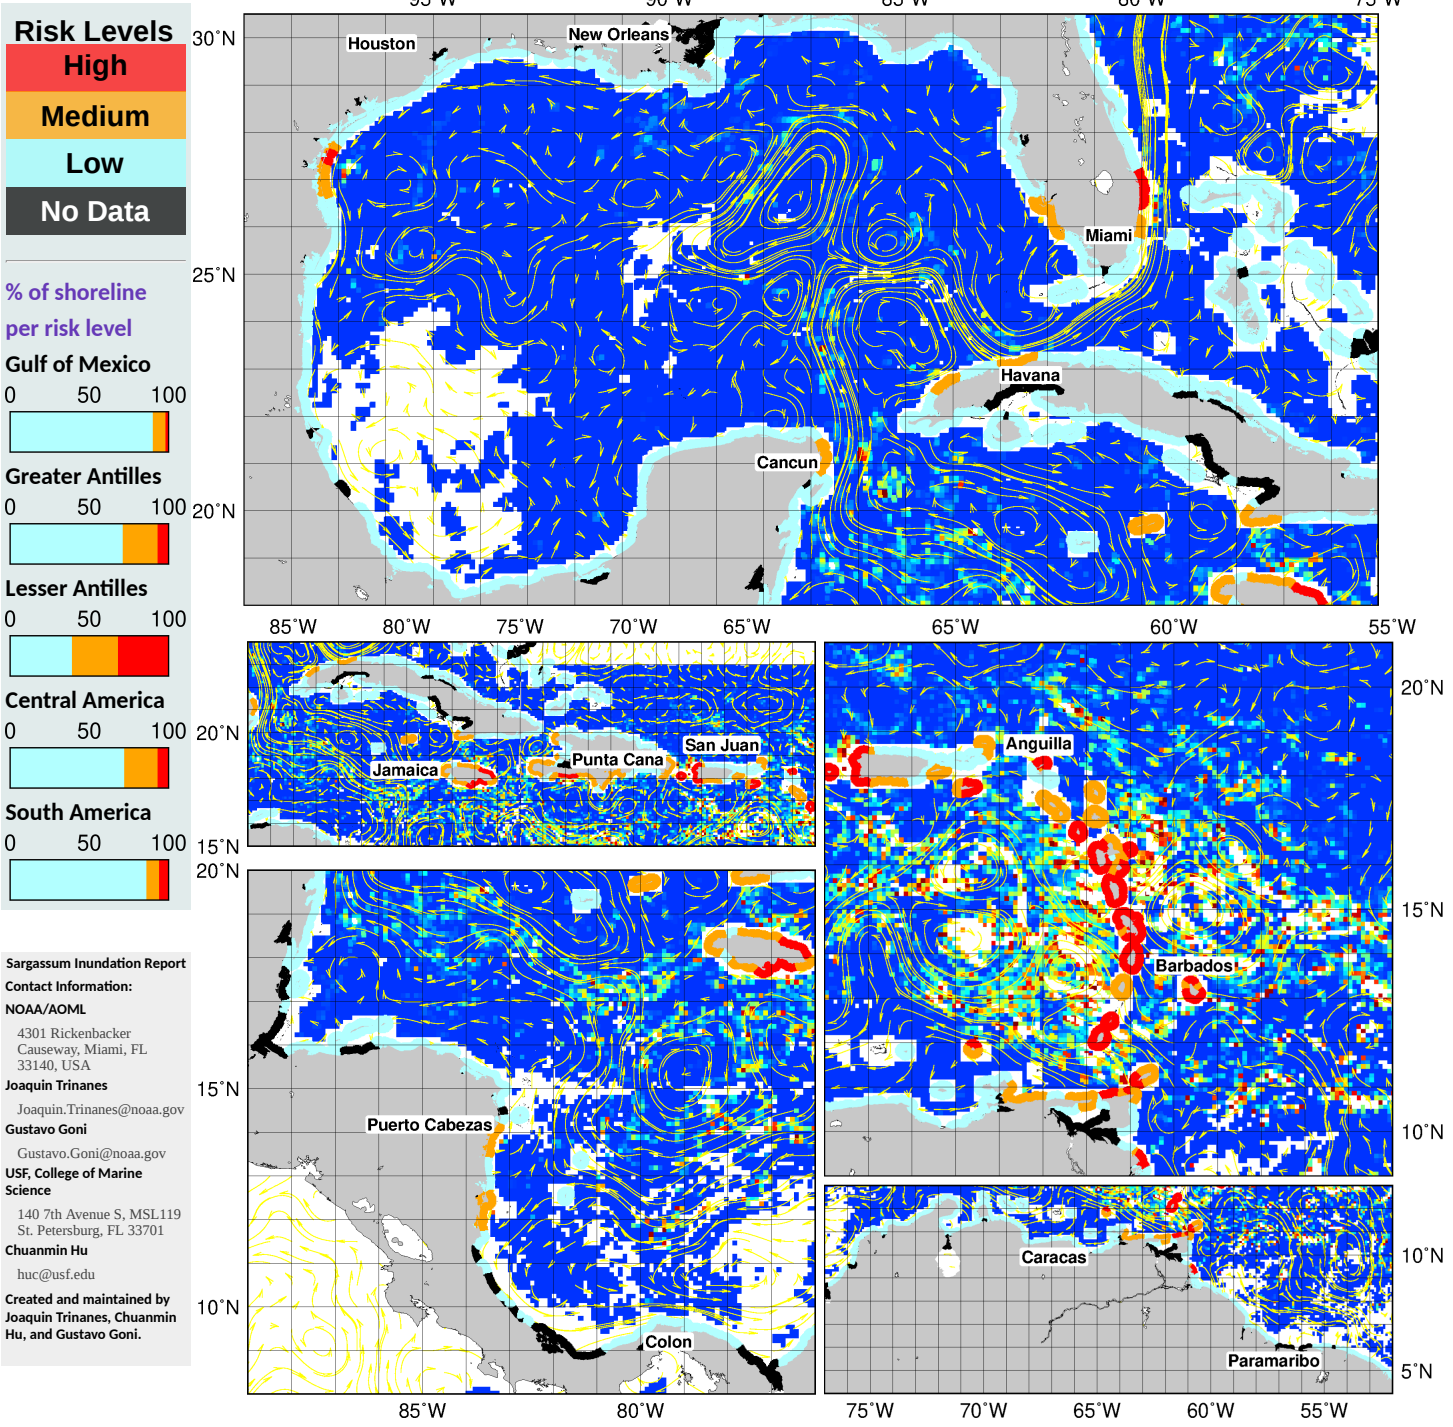 Risk Levels
High
Medium
Low
No Data
% of shoreline
per risk level
Gulf of Mexico
0 50 100
Greater Antilles
0 50 100
Lesser Antilles
0 50 100
Central America
0 50 100
South America
0 50 100
Sargassum Inundation Report
Contact Information:
NOAA/AOML
4301 Rickenbacker
Causeway, Miami, FL
33140, USA
Joaquin Trinanes
Joaquin.Trinanes@noaa.gov
Gustavo Goni
Gustavo.Goni@noaa.gov
USF, College of Marine
Science
140 7th Avenue S, MSL119
St. Petersburg, FL 33701
Chuanmin Hu
huc@usf.edu
Created and maintained by
Joaquin Trinanes, Chuanmin
Hu, and Gustavo Goni.
95°W 90°W 85°W 80°W 75°W
30°N
25°N
20°N
Houston
New Orleans
Miami
Havana
Cancun
85°W 80°W 75°W 70°W 65°W
20°N
15°N
Jamaica
Punta Cana
San Juan
65°W 60°W 55°W
20°N
15°N
10°N
Anguilla
Barbados
20°N
15°N
10°N
Puerto Cabezas
Colon
85°W 80°W
Caracas
Paramaribo
10°N
5°N
75°W 70°W 65°W 60°W 55°W